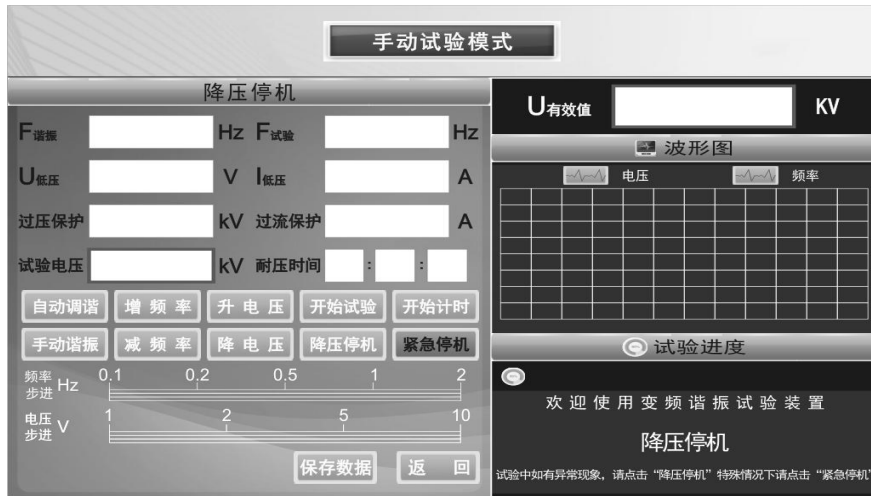 手动试验模式
降压停机
F谐振 Hz F试验 Hz
U低压 V I低压 A
过压保护 kV 过流保护 A
试验电压 kV 耐压时间 : :
自动调谐 增 频 率 升 电 压 开始试验 开始计时
手动谐振 减 频 率 降 电 压 降压停机 紧急停机
频率步进 Hz 0.1 0.2 0.5 1 2
电压步进 V 1 2 5 10
保存数据 返 回
U有效值 KV
波形图
电压 频率
试验进度
欢迎使用变频谐振试验装置
降压停机
试验中如有异常现象，请点击“降压停机”特殊情况下请点击“紧急停机”